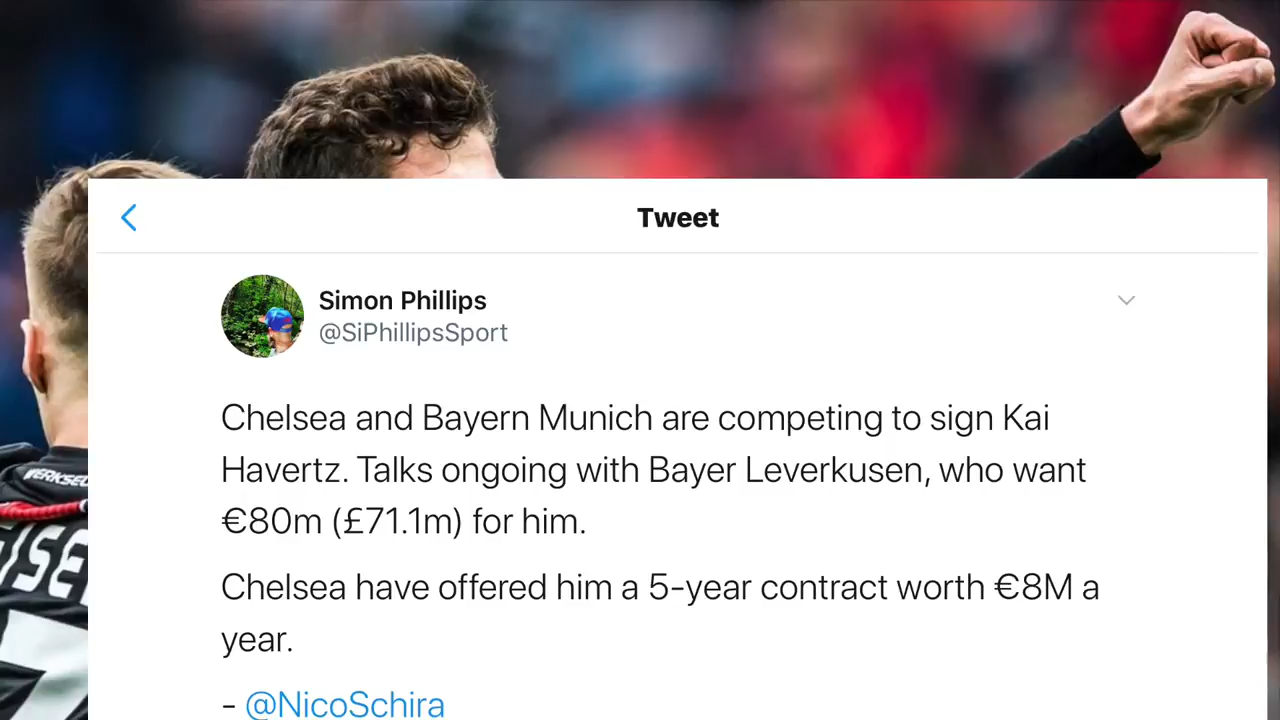 Tweet
Simon Phillips
@SiPhillipsSport
Chelsea and Bayern Munich are competing to sign Kai
Havertz. Talks ongoing with Bayer Leverkusen, who want
€80m (£71.1m) for him.
Chelsea have offered him a 5-year contract worth €8M a
year.
- @NicoSchira